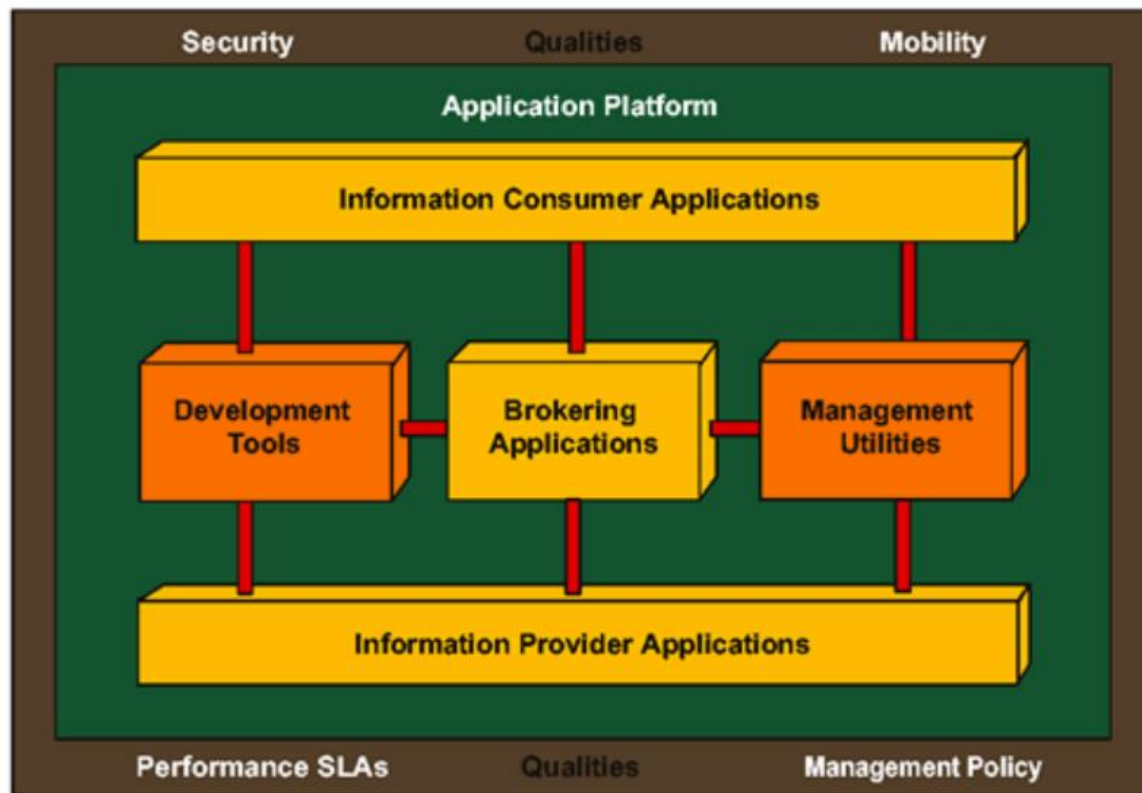 Security Qualities Mobility
Application Platform
Information Consumer Applications
Development
Tools
Brokering
Applications
Management
Utilities
Information Provider Applications
Performance SLAs Qualities Management Policy